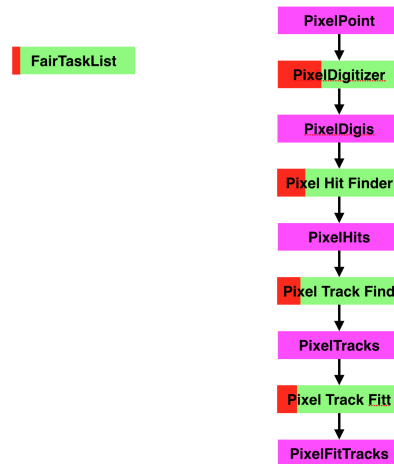 PixelPoint
FairTaskList
PixelDigitizer
PixelDigis
Pixel Hit Finder
PixelHits
Pixel Track Find
PixelTracks
Pixel Track Fitt
PixelFitTracks